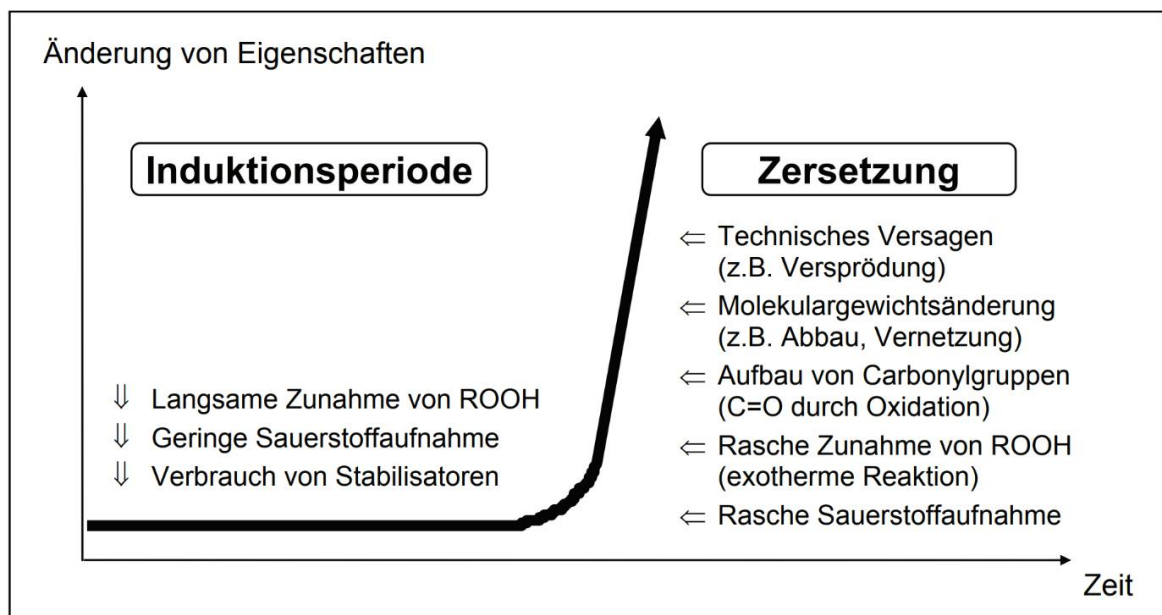 Änderung von Eigenschaften
Induktionsperiode
⇓ Langsame Zunahme von ROOH
⇓ Geringe Sauerstoffaufnahme
⇓ Verbrauch von Stabilisatoren
Zersetzung
⇐ Technisches Versagen
(z.B. Versprödung)
⇐ Molekulargewichtsänderung
(z.B. Abbau, Vernetzung)
⇐ Aufbau von Carbonylgruppen
(C=O durch Oxidation)
⇐ Rasche Zunahme von ROOH
(exotherme Reaktion)
⇐ Rasche Sauerstoffaufnahme
Zeit